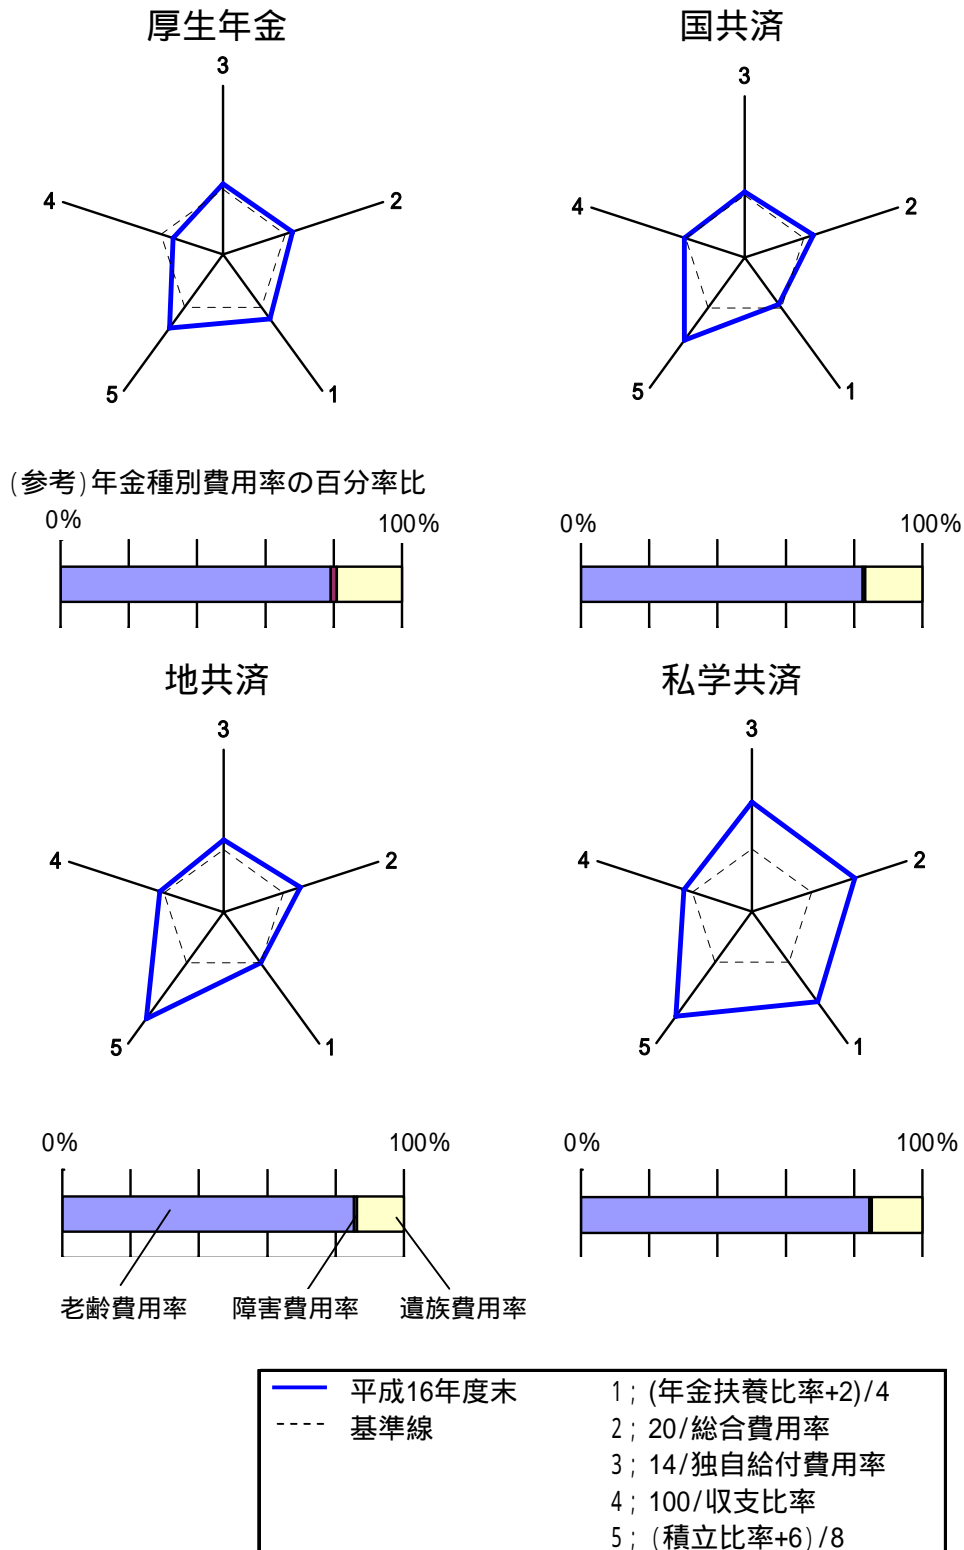 厚生年金
国共済
3
3
4
2
4
2
5
1
5
1
(参考)年金種別費用率の百分率比
0%
100%
0%
100%
地共済
私学共済
3
3
4
2
4
2
5
1
5
1
0%
100%
0%
100%
老齢費用率
障害費用率
遺族費用率
平成16年度末
基準線
1；(年金扶養比率+2)/4
2；20/総合費用率
3；14/独自給付費用率
4；100/収支比率
5；(積立比率+6)/8